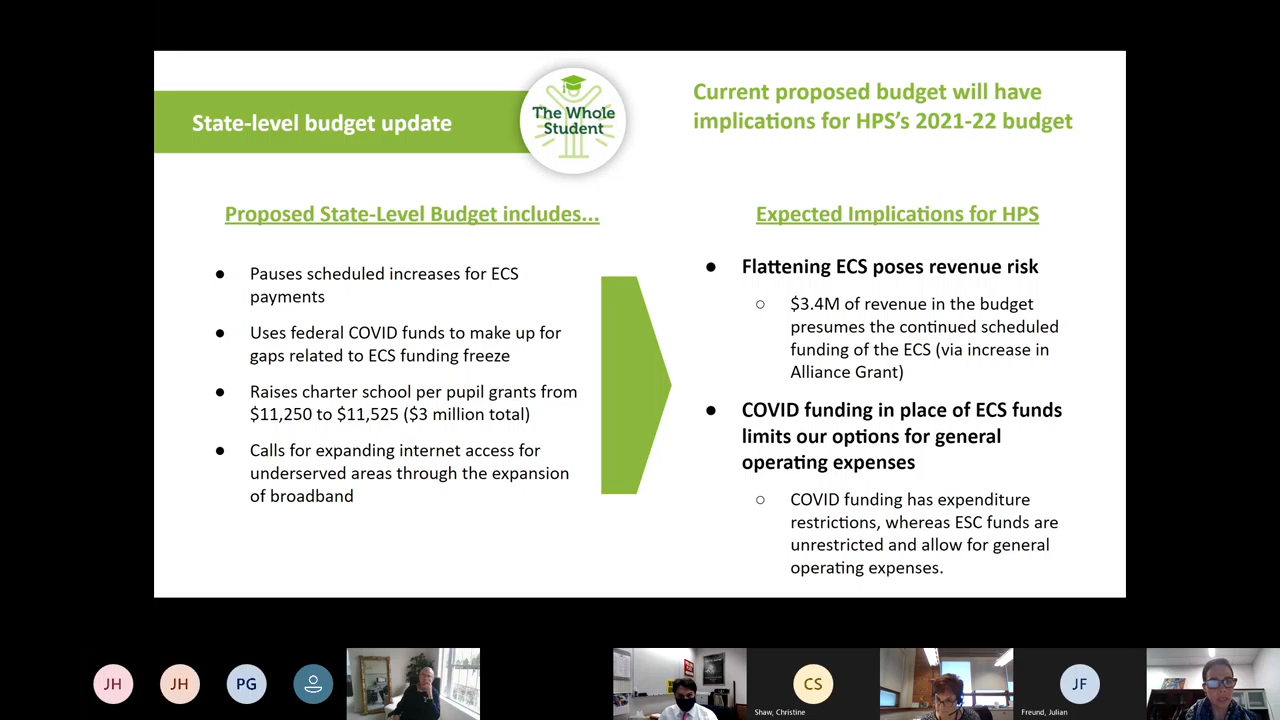 State-level budget update
The Whole
Student
Current proposed budget will have
implications for HPS’s 2021-22 budget
Proposed State-Level Budget includes...
● Pauses scheduled increases for ECS
payments
● Uses federal COVID funds to make up for
gaps related to ECS funding freeze
● Raises charter school per pupil grants from
$11,250 to $11,525 ($3 million total)
● Calls for expanding internet access for
underserved areas through the expansion
of broadband
Expected Implications for HPS
● Flattening ECS poses revenue risk
○ $3.4M of revenue in the budget
presumes the continued scheduled
funding of the ECS (via increase in
Alliance Grant)
● COVID funding in place of ECS funds
limits our options for general
operating expenses
○ COVID funding has expenditure
restrictions, whereas ESC funds are
unrestricted and allow for general
operating expenses.
JH
JH
PG
CS
Shaw, Christine
JF
Freund, Julian